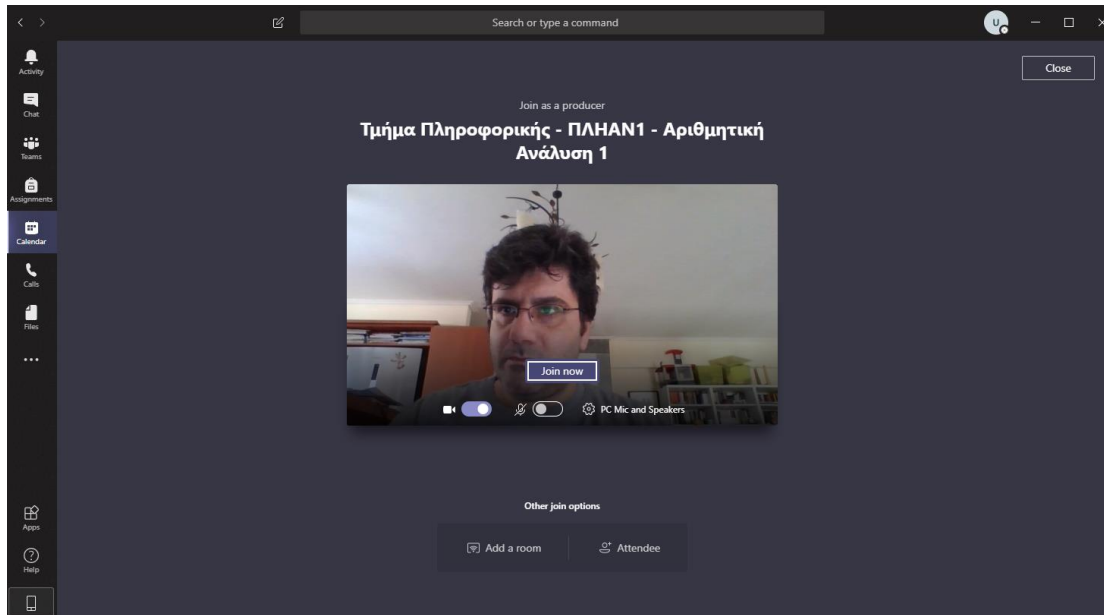 Search or type a command
U
Activity
Chat
Teams
Assignments
Calendar
Calls
Files
Apps
Help
Close
Join as a producer
Τμήμα Πληροφορικής - ΠΛΗΑΝ1 - Αριθμητική
Ανάλυση 1
Join now
PC Mic and Speakers
Other join options
Add a room
Attendee